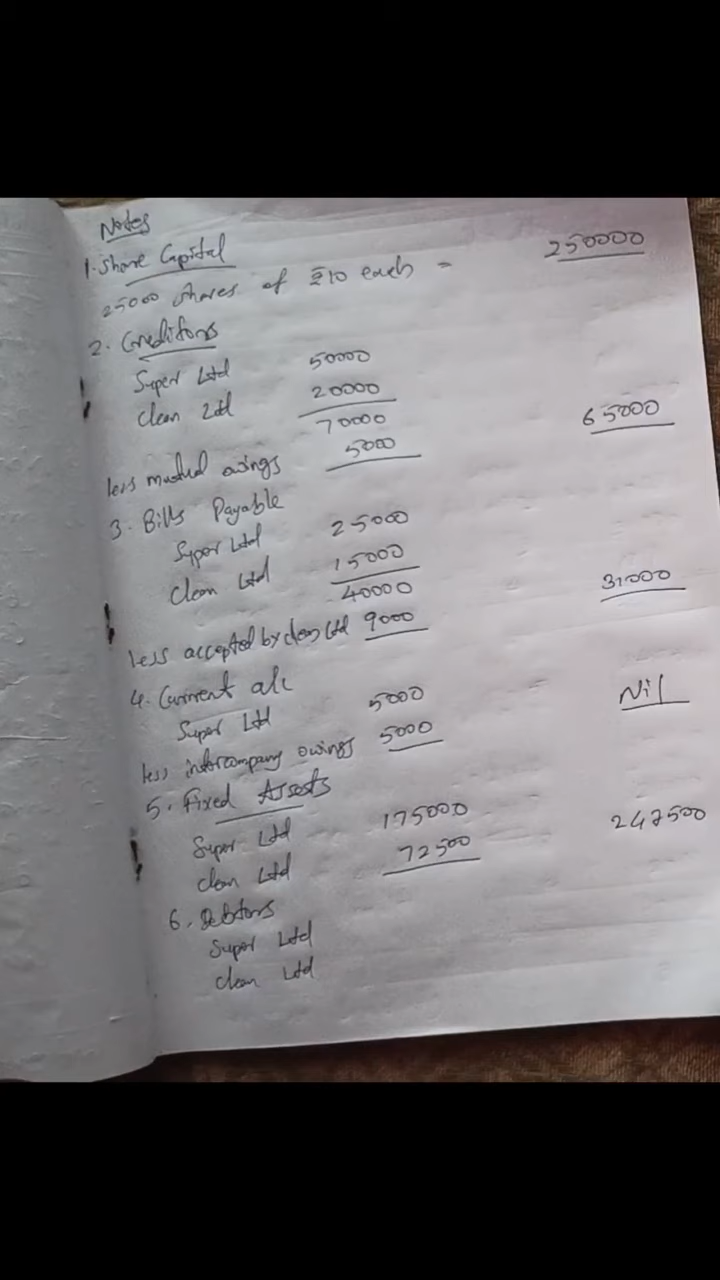 Notes
1. Share Capital
25000 shares of ₹10 each = 250000
2. Creditors
Super Ltd 50000
Clean Ltd 20000
70000
less mutual owings 5000 65000
3. Bills Payable
Super Ltd 25000
Clean Ltd 15000
40000
less accepted by clean Ltd 9000 31000
4. Current a/c
Super Ltd 5000
less intercompany owings 5000 Nil
5. Fixed Assets
Super Ltd 175000
Clean Ltd 72500 247500
6. Debtors
Super Ltd
Clean Ltd